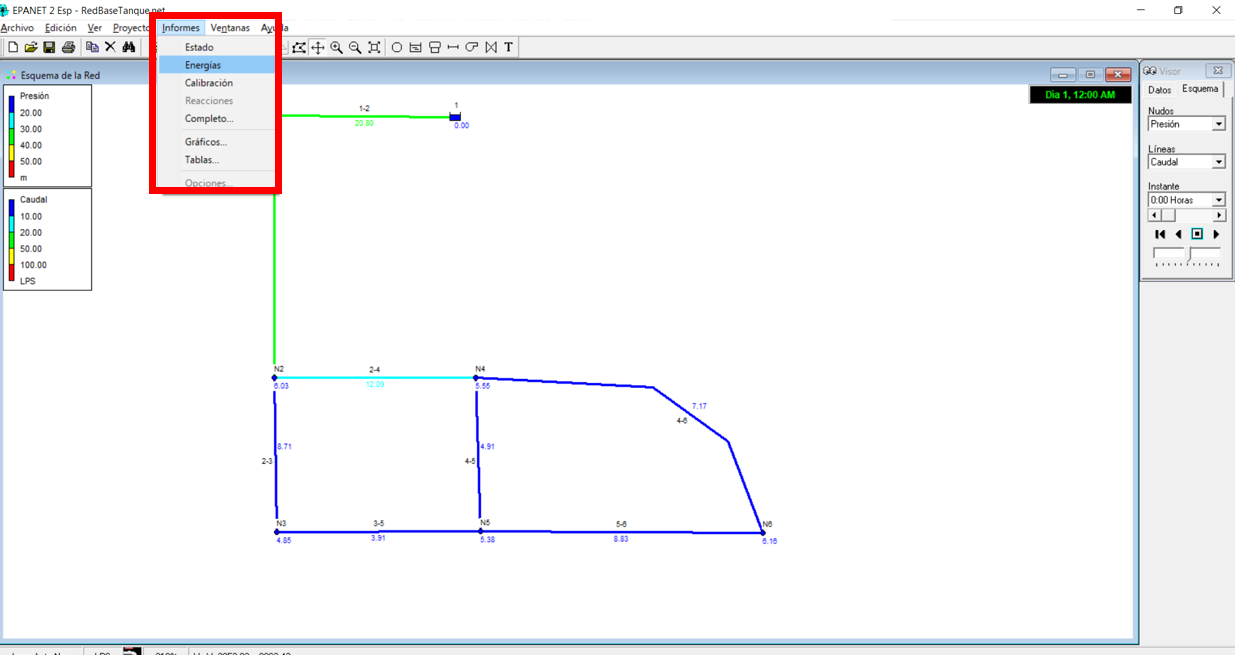 EPANET 2 Esp - RedBaseTanque.net
Archivo Edición Ver Proyecto Informes Ventanas Ayuda
Estado
Energías
Calibración
Reacciones
Completo...
Gráficos...
Tablas...
Opciones...
Esquema de la Red
Presión
20.00
30.00
40.00
50.00
m
Caudal
10.00
20.00
50.00
100.00
LPS
1-2
20.80
1
0.00
Día 1, 12:00 AM
Visor
Datos Esquema
Nudos
Presión
Líneas
Caudal
Instante
0:00 Horas
N2
6.03
2-4
12.09
N4
5.55
7.17
4-6
8.71
2-3
4.91
4-5
N3
4.85
3-5
3.91
N5
5.38
5-6
8.83
N6
6.16
LPS